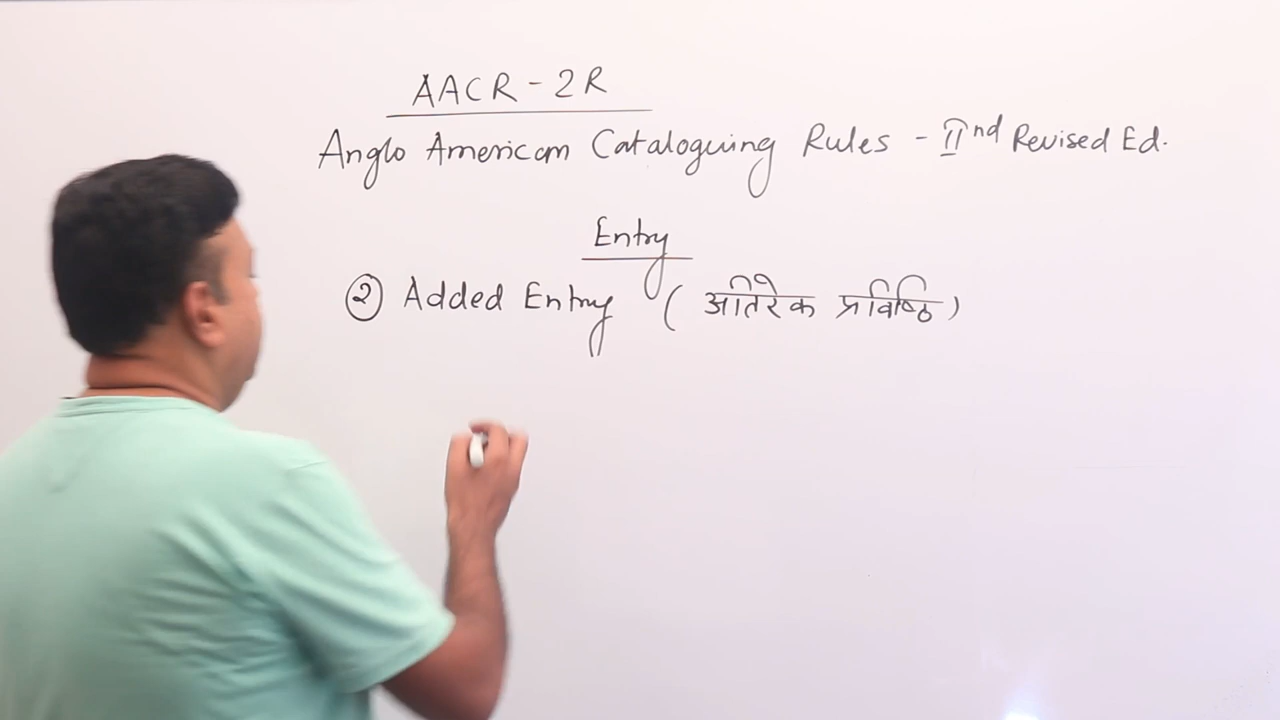 AACR - 2R
Anglo American Cataloguing Rules - IInd Revised Ed.
Entry
② Added Entry ( अतिरेक प्रविष्ठि )